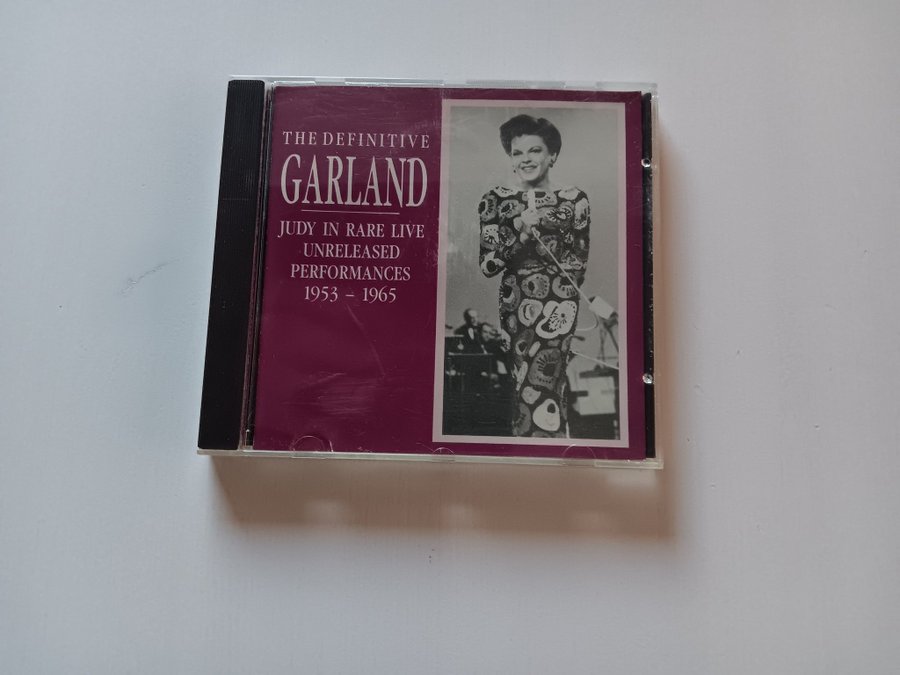 THE DEFINITIVE
GARLAND
JUDY IN RARE LIVE
UNRELEASED
PERFORMANCES
1953 – 1965